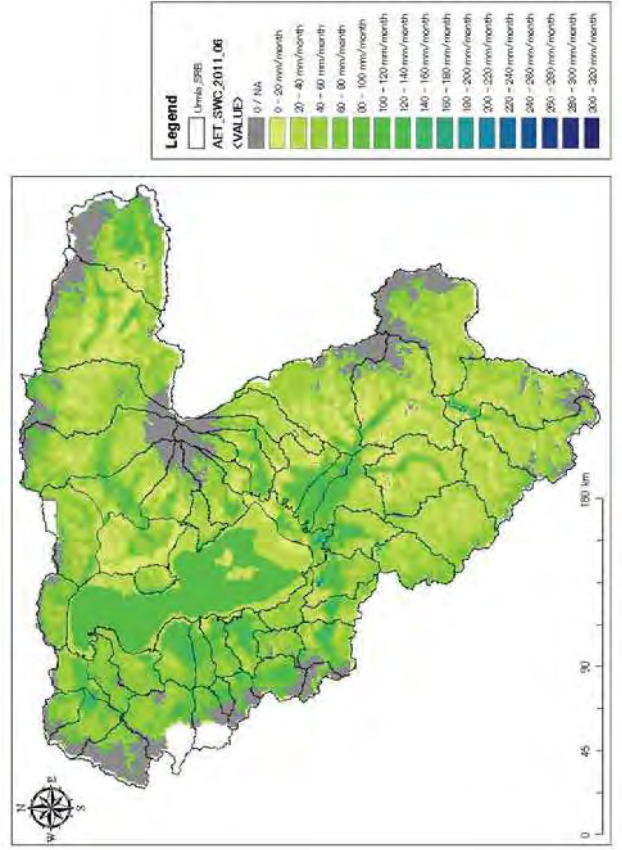 Legend
Urmia_SRB
AET_SWC_2011_06
<VALUE>
0 / NA
0 - 20 mm/month
20 - 40 mm/month
40 - 60 mm/month
60 - 80 mm/month
80 - 100 mm/month
100 - 120 mm/month
120 - 140 mm/month
140 - 160 mm/month
160 - 180 mm/month
180 - 200 mm/month
200 - 220 mm/month
220 - 240 mm/month
240 - 260 mm/month
260 - 280 mm/month
280 - 300 mm/month
300 - 320 mm/month
N
W E
S
0 45 90 180 km